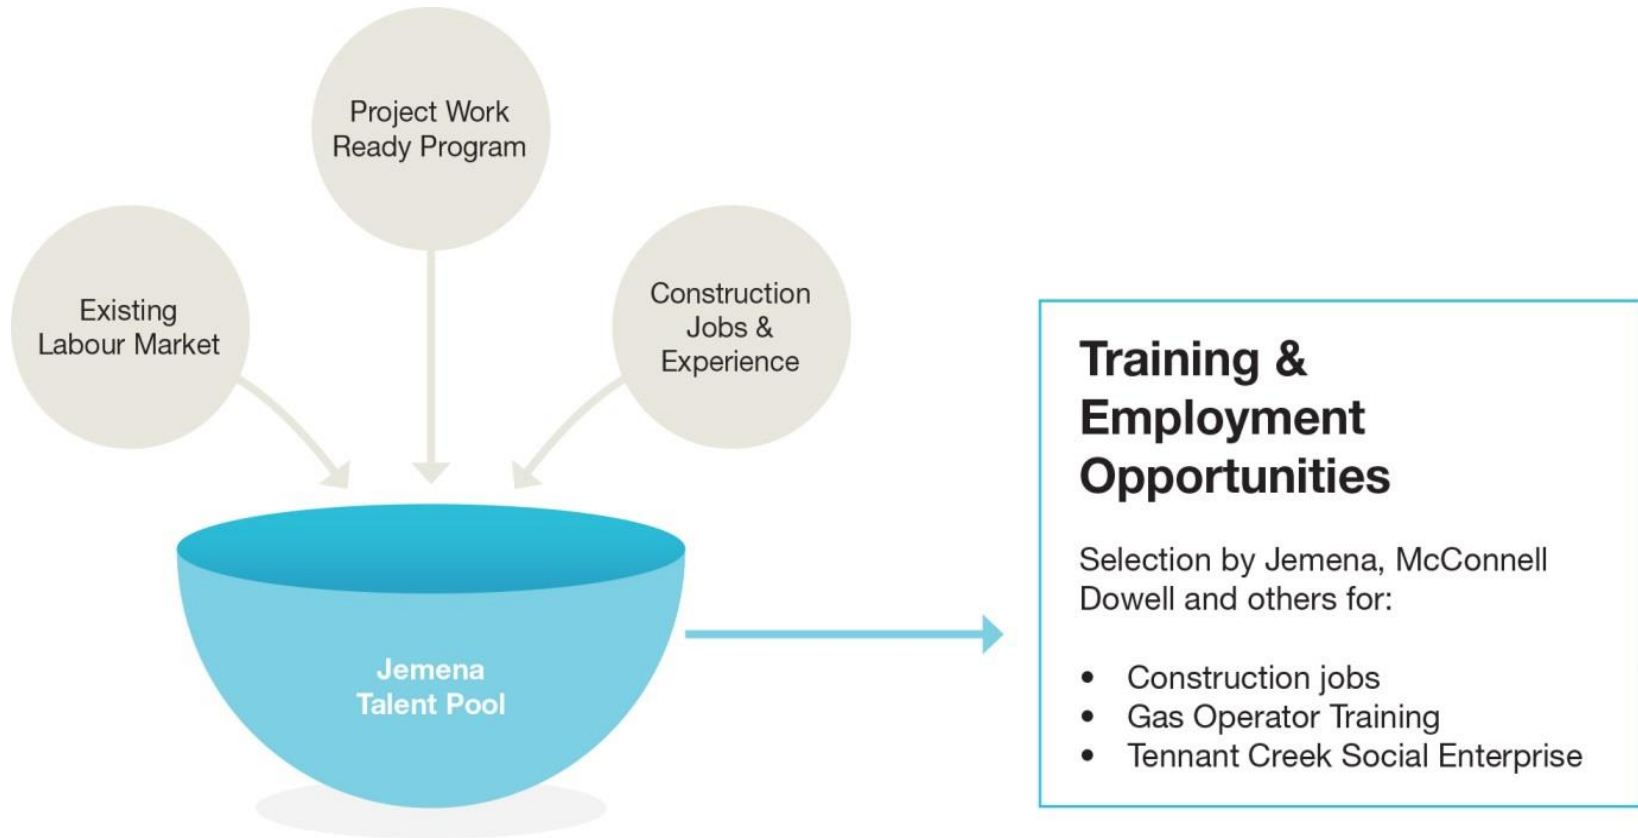 Project Work
Ready Program
Existing
Labour Market
Construction
Jobs &
Experience
Jemena
Talent Pool
Training &
Employment
Opportunities
Selection by Jemena, McConnell
Dowell and others for:
• Construction jobs
• Gas Operator Training
• Tennant Creek Social Enterprise